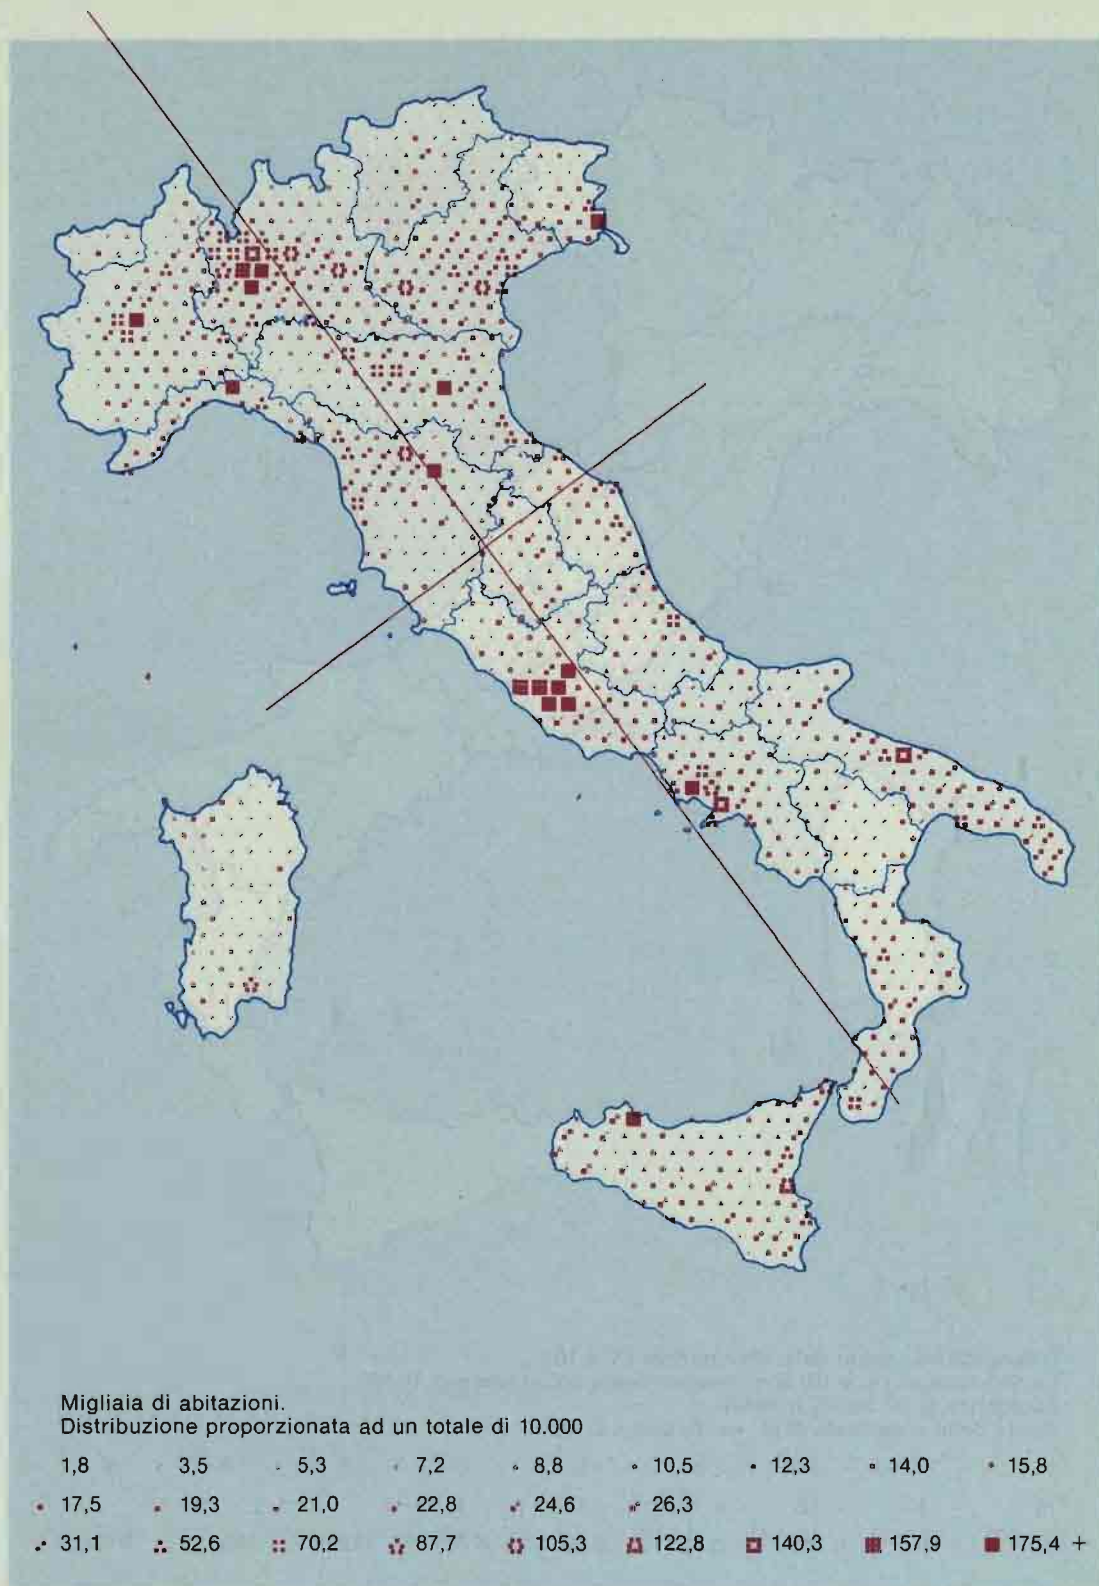 Migliaia di abitazioni.
Distribuzione proporzionata ad un totale di 10.000
1,8 3,5 5,3 7,2 8,8 10,5 12,3 14,0 15,8
17,5 19,3 21,0 22,8 24,6 26,3
31,1 52,6 70,2 87,7 105,3 122,8 140,3 157,9 175,4 +